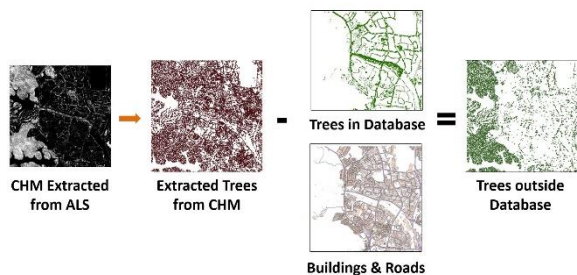 Trees in Database
CHM Extracted
from ALS
Extracted Trees
from CHM
Trees outside
Database
Buildings & Roads